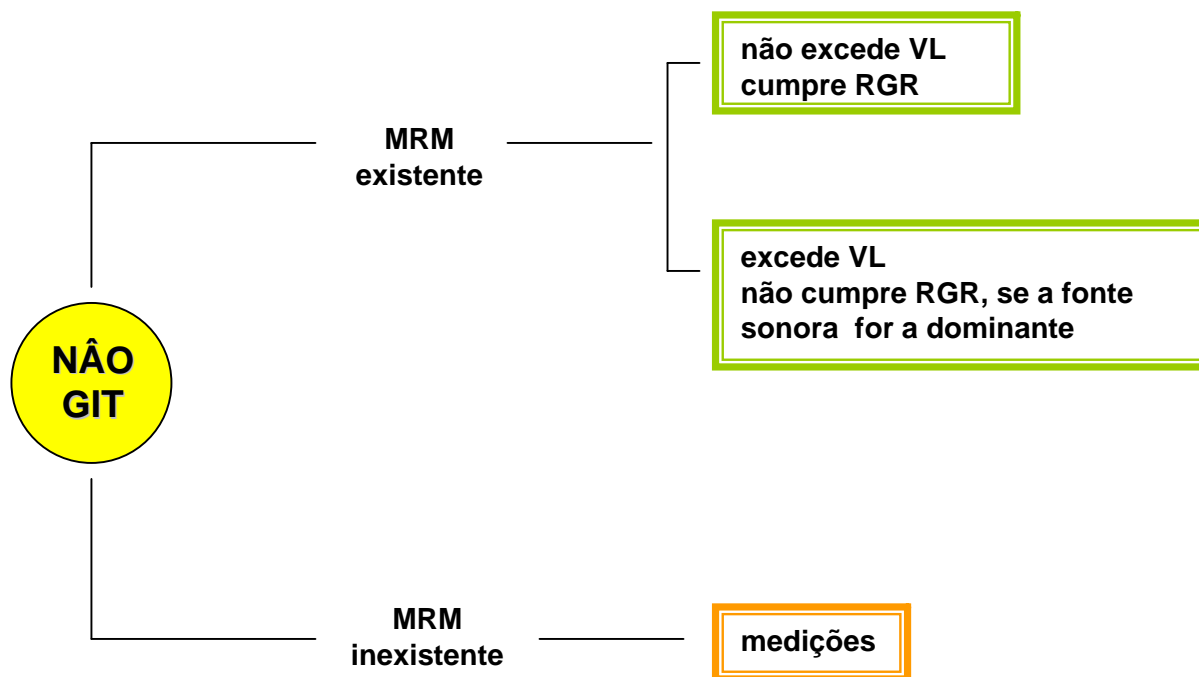 não excede VL
cumpre RGR
MRM
existente
excede VL
não cumpre RGR, se a fonte
sonora for a dominante
NÂO
GIT
MRM
inexistente
medições